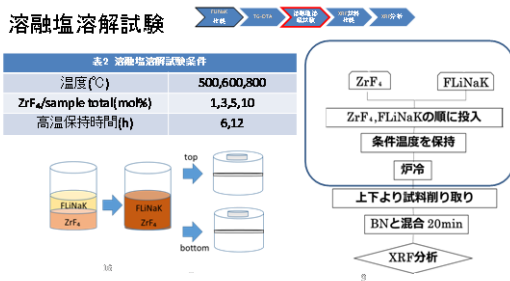 溶融塩溶解試験
TG-DTA
溶融塩溶
解試験
XRF試料
作製
XRF分析
表2 溶融塩溶解試験条件
温度(℃) 500,600,800
ZrF₄/sample total(mol%) 1,3,5,10
高温保持時間(h) 6,12
FLiNaK
ZrF₄
FLiNaK
ZrF₄
top
bottom
ZrF₄ FLiNaK
ZrF₄,FLiNaKの順に投入
条件温度を保持
炉冷
上下より試料削り取り
BNと混合 20min
XRF分析